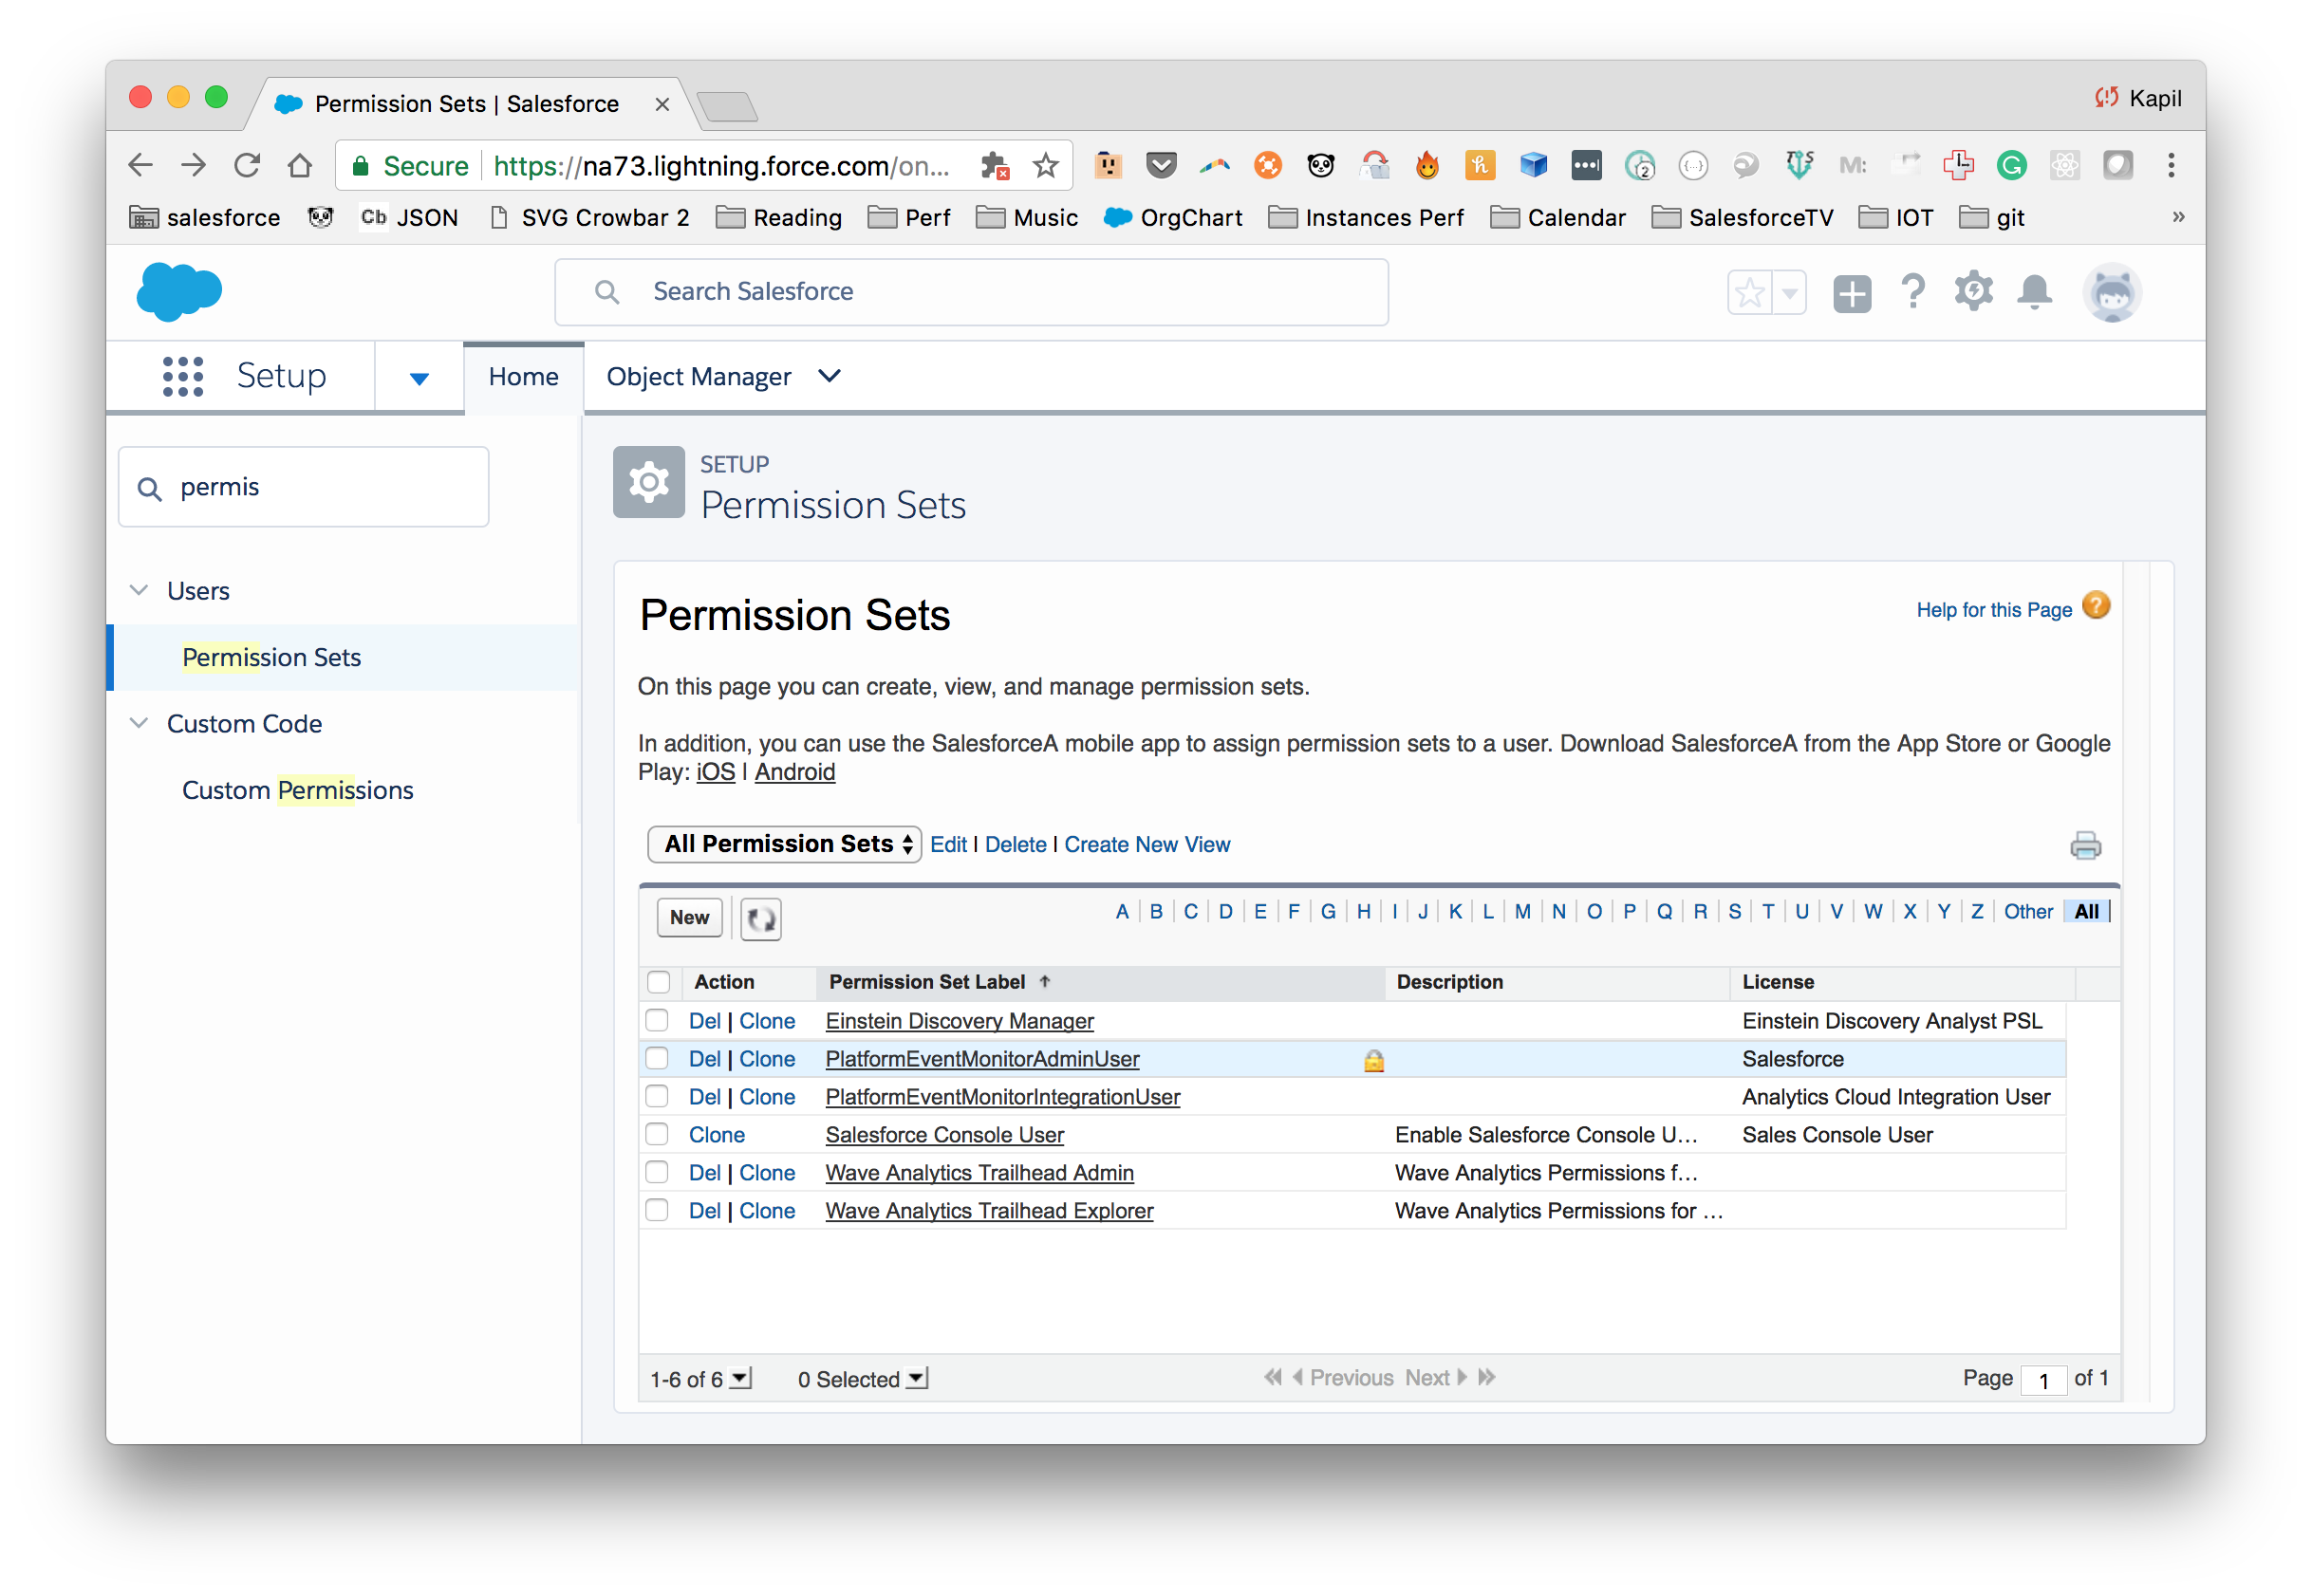 Permission Sets | Salesforce
Kapil
Secure https://na73.lightning.force.com/on...
salesforce Cb JSON SVG Crowbar 2 Reading Perf Music OrgChart Instances Perf Calendar SalesforceTV IOT git »
Search Salesforce
Setup Home Object Manager
permis
Users
Permission Sets
Custom Code
Custom Permissions
SETUP
Permission Sets
Permission Sets
Help for this Page ?
On this page you can create, view, and manage permission sets.
In addition, you can use the SalesforceA mobile app to assign permission sets to a user. Download SalesforceA from the App Store or Google
Play: iOS | Android
All Permission Sets Edit | Delete | Create New View
New A | B | C | D | E | F | G | H | I | J | K | L | M | N | O | P | Q | R | S | T | U | V | W | X | Y | Z | Other | All
Action Permission Set Label ↑ Description License
Del | Clone Einstein Discovery Manager Einstein Discovery Analyst PSL
Del | Clone PlatformEventMonitorAdminUser Salesforce
Del | Clone PlatformEventMonitorIntegrationUser Analytics Cloud Integration User
Clone Salesforce Console User Enable Salesforce Console U... Sales Console User
Del | Clone Wave Analytics Trailhead Admin Wave Analytics Permissions f...
Del | Clone Wave Analytics Trailhead Explorer Wave Analytics Permissions for ...
1-6 of 6 0 Selected Previous Next Page 1 of 1